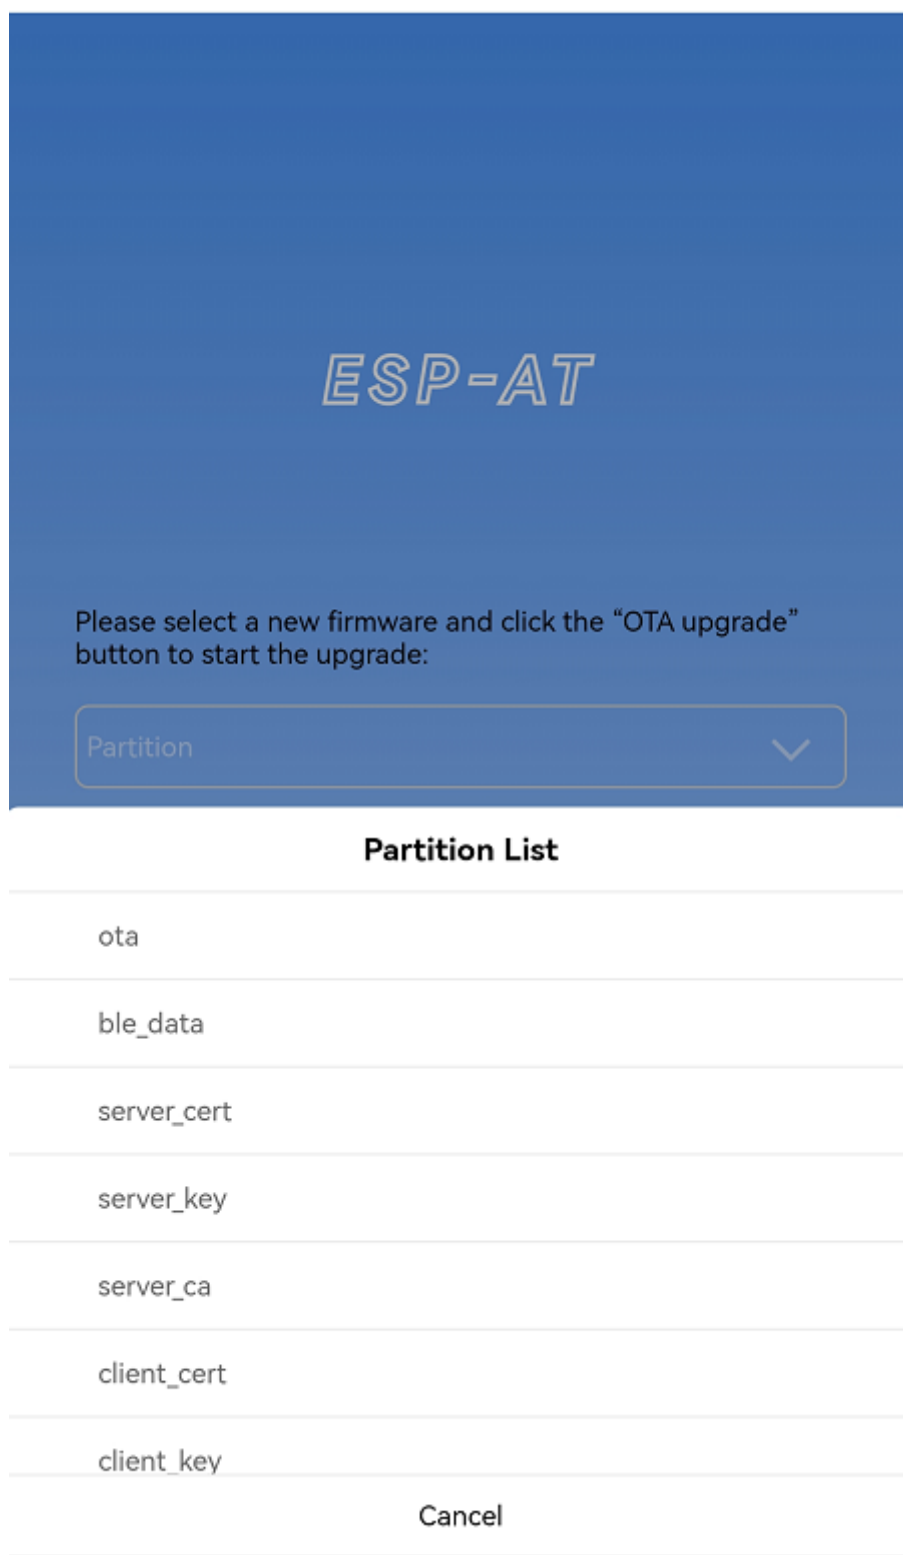 ESP-AT
Please select a new firmware and click the “OTA upgrade”
button to start the upgrade:
Partition
Partition List
ota
ble_data
server_cert
server_key
server_ca
client_cert
client_key
Cancel